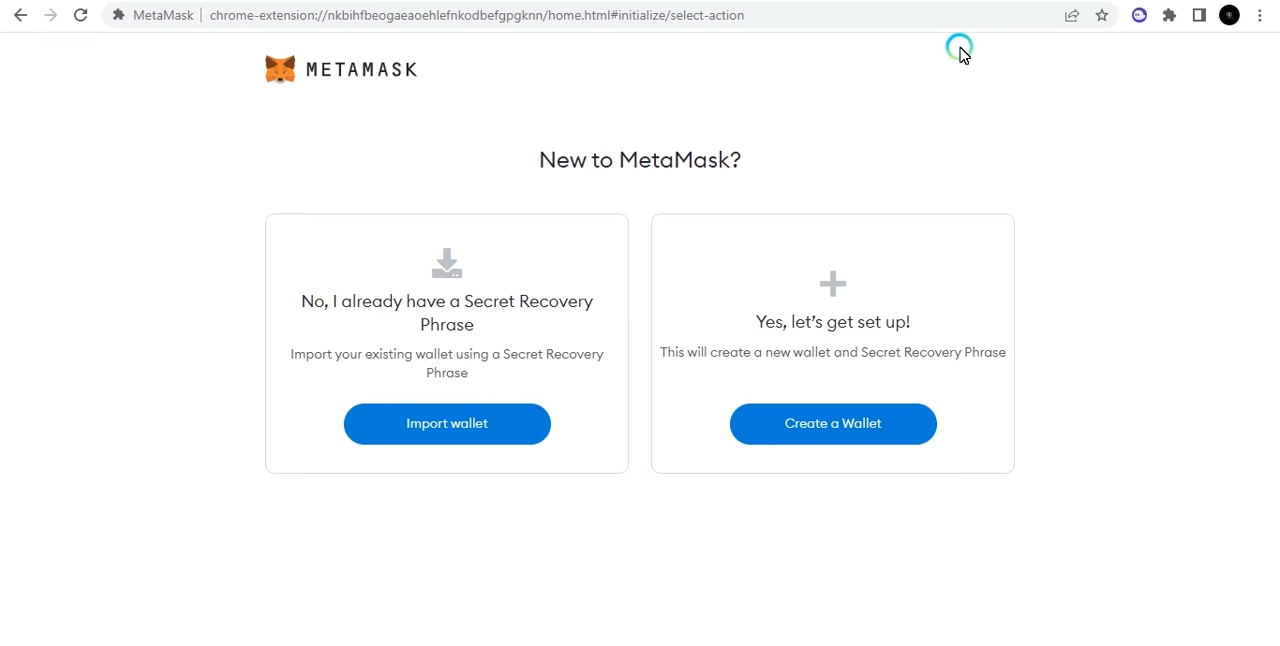 MetaMask | chrome-extension://nkbihfbeogaeaoehlefnkodbefgpgknn/home.html#initialize/select-action
METAMASK
New to MetaMask?
No, I already have a Secret Recovery
Phrase
Import your existing wallet using a Secret Recovery
Phrase
Import wallet
Yes, let’s get set up!
This will create a new wallet and Secret Recovery Phrase
Create a Wallet